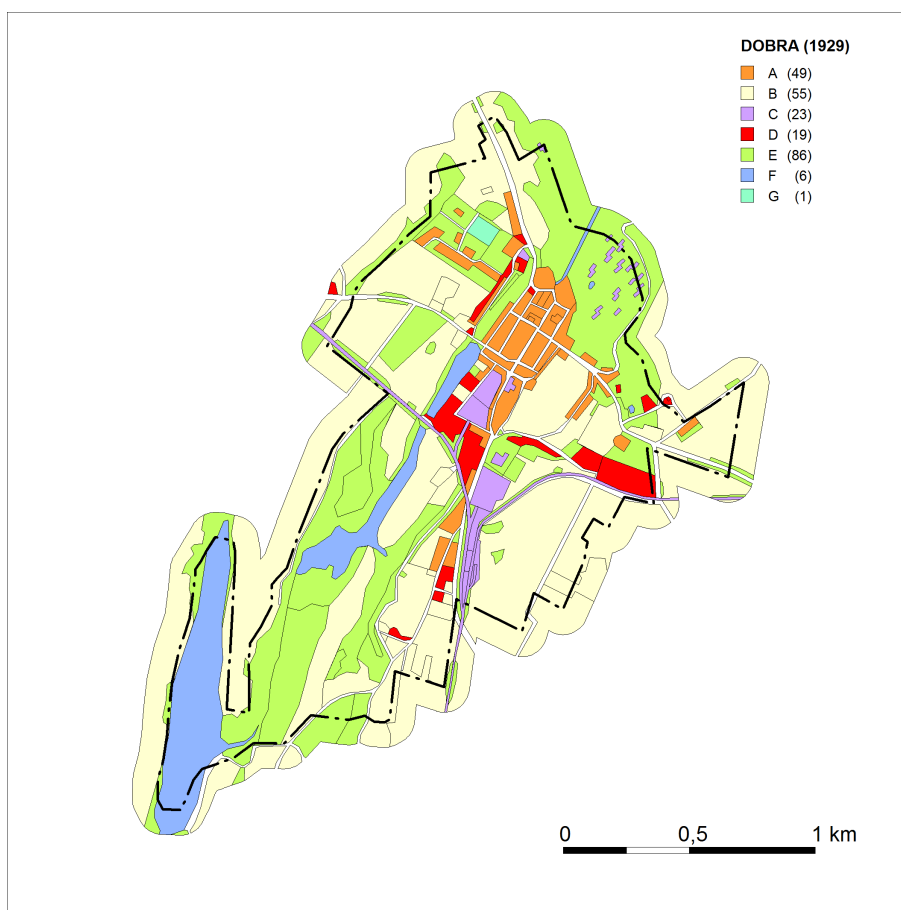 DOBRA (1929)
A (49)
B (55)
C (23)
D (19)
E (86)
F (6)
G (1)
0 0,5 1 km